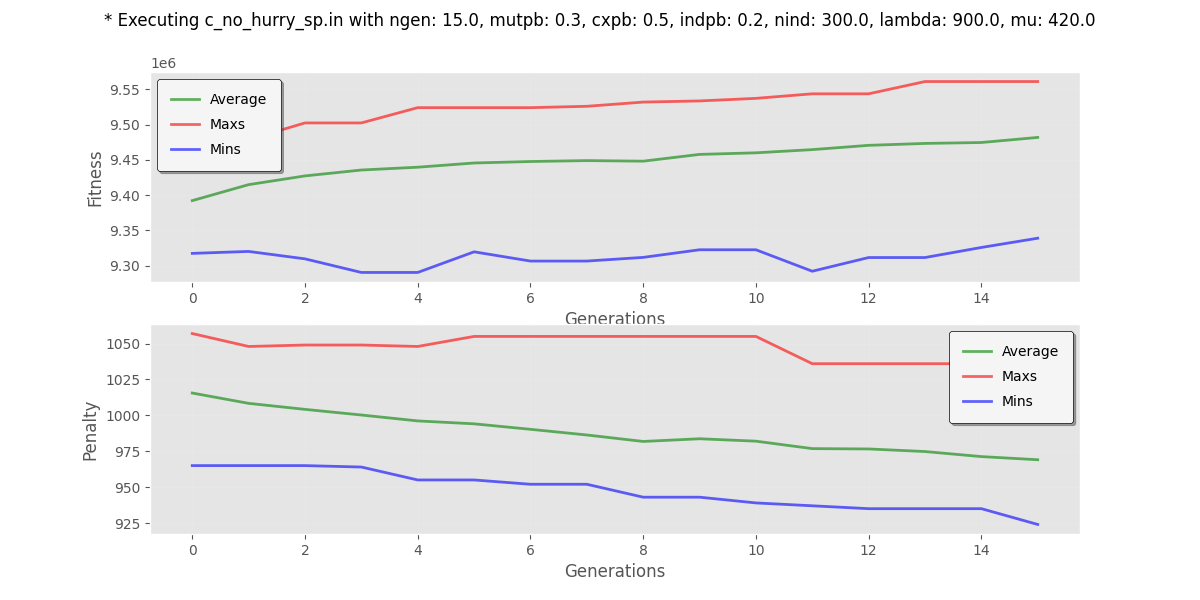 * Executing c_no_hurry_sp.in with ngen: 15.0, mutpb: 0.3, cxpb: 0.5, indpb: 0.2, nind: 300.0, lambda: 900.0, mu: 420.0
1e6
9.55
9.50
9.45
9.40
9.35
9.30
Fitness
Average
Maxs
Mins
0 2 4 6 8 10 12 14
Generations
1050
1025
1000
975
950
925
Penalty
Average
Maxs
Mins
0 2 4 6 8 10 12 14
Generations